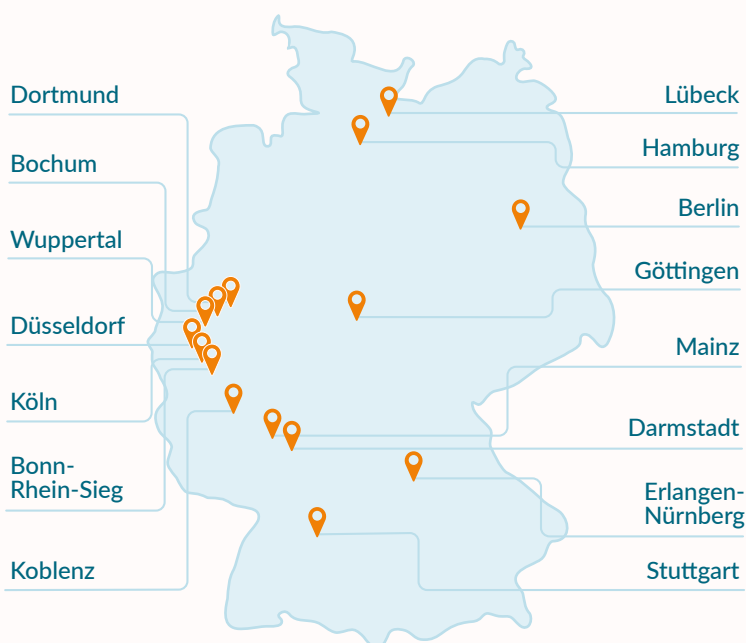 Dortmund
Bochum
Wuppertal
Düsseldorf
Köln
Bonn-
Rhein-Sieg
Koblenz
Lübeck
Hamburg
Berlin
Göttingen
Mainz
Darmstadt
Erlangen-
Nürnberg
Stuttgart